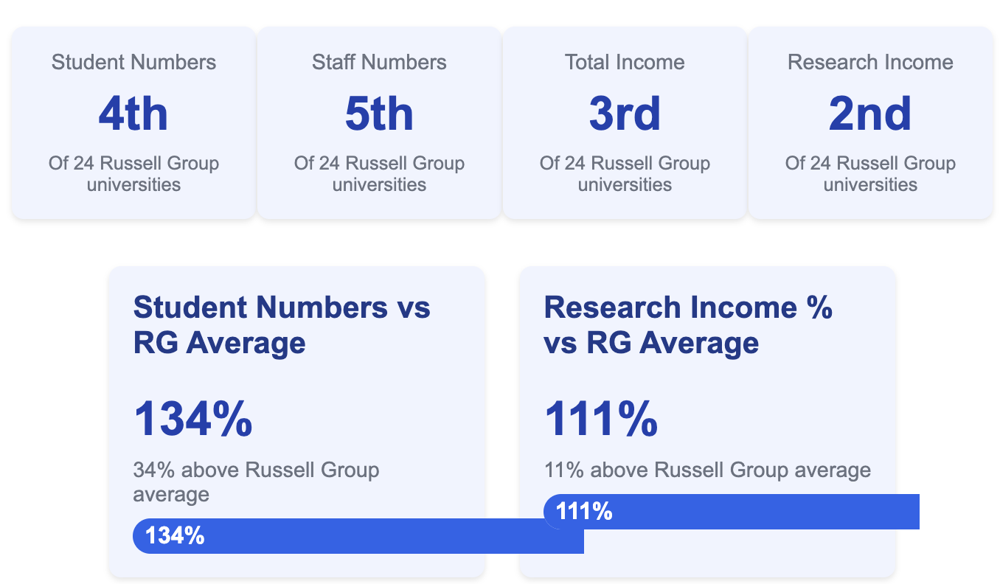 Student Numbers
4th
Of 24 Russell Group
universities
Staff Numbers
5th
Of 24 Russell Group
universities
Total Income
3rd
Of 24 Russell Group
universities
Research Income
2nd
Of 24 Russell Group
universities
Student Numbers vs
RG Average
134%
34% above Russell Group
average
134%
Research Income %
vs RG Average
111%
11% above Russell Group average
111%